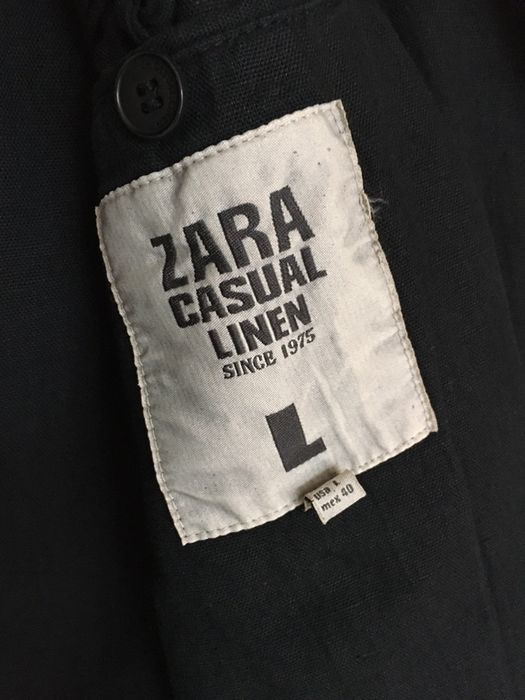 ZARA
CASUAL
LINEN
SINCE 1975
L
usa. L
mex 40